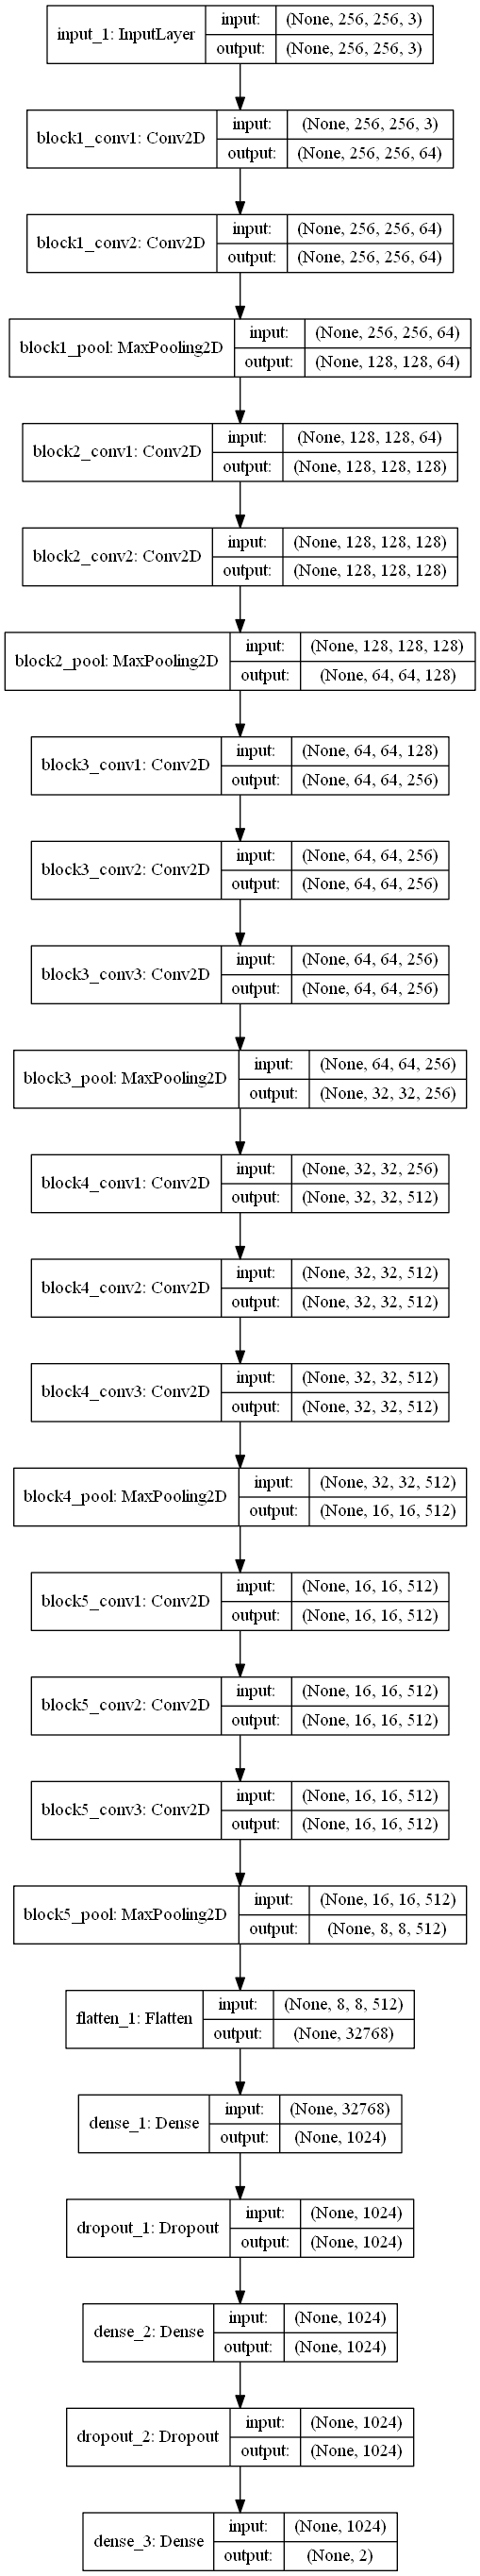 input_1: InputLayer input: (None, 256, 256, 3)
output: (None, 256, 256, 3)
block1_conv1: Conv2D input: (None, 256, 256, 3)
output: (None, 256, 256, 64)
block1_conv2: Conv2D input: (None, 256, 256, 64)
output: (None, 256, 256, 64)
block1_pool: MaxPooling2D input: (None, 256, 256, 64)
output: (None, 128, 128, 64)
block2_conv1: Conv2D input: (None, 128, 128, 64)
output: (None, 128, 128, 128)
block2_conv2: Conv2D input: (None, 128, 128, 128)
output: (None, 128, 128, 128)
block2_pool: MaxPooling2D input: (None, 128, 128, 128)
output: (None, 64, 64, 128)
block3_conv1: Conv2D input: (None, 64, 64, 128)
output: (None, 64, 64, 256)
block3_conv2: Conv2D input: (None, 64, 64, 256)
output: (None, 64, 64, 256)
block3_conv3: Conv2D input: (None, 64, 64, 256)
output: (None, 64, 64, 256)
block3_pool: MaxPooling2D input: (None, 64, 64, 256)
output: (None, 32, 32, 256)
block4_conv1: Conv2D input: (None, 32, 32, 256)
output: (None, 32, 32, 512)
block4_conv2: Conv2D input: (None, 32, 32, 512)
output: (None, 32, 32, 512)
block4_conv3: Conv2D input: (None, 32, 32, 512)
output: (None, 32, 32, 512)
block4_pool: MaxPooling2D input: (None, 32, 32, 512)
output: (None, 16, 16, 512)
block5_conv1: Conv2D input: (None, 16, 16, 512)
output: (None, 16, 16, 512)
block5_conv2: Conv2D input: (None, 16, 16, 512)
output: (None, 16, 16, 512)
block5_conv3: Conv2D input: (None, 16, 16, 512)
output: (None, 16, 16, 512)
block5_pool: MaxPooling2D input: (None, 16, 16, 512)
output: (None, 8, 8, 512)
flatten_1: Flatten input: (None, 8, 8, 512)
output: (None, 32768)
dense_1: Dense input: (None, 32768)
output: (None, 1024)
dropout_1: Dropout input: (None, 1024)
output: (None, 1024)
dense_2: Dense input: (None, 1024)
output: (None, 1024)
dropout_2: Dropout input: (None, 1024)
output: (None, 1024)
dense_3: Dense input: (None, 1024)
output: (None, 2)